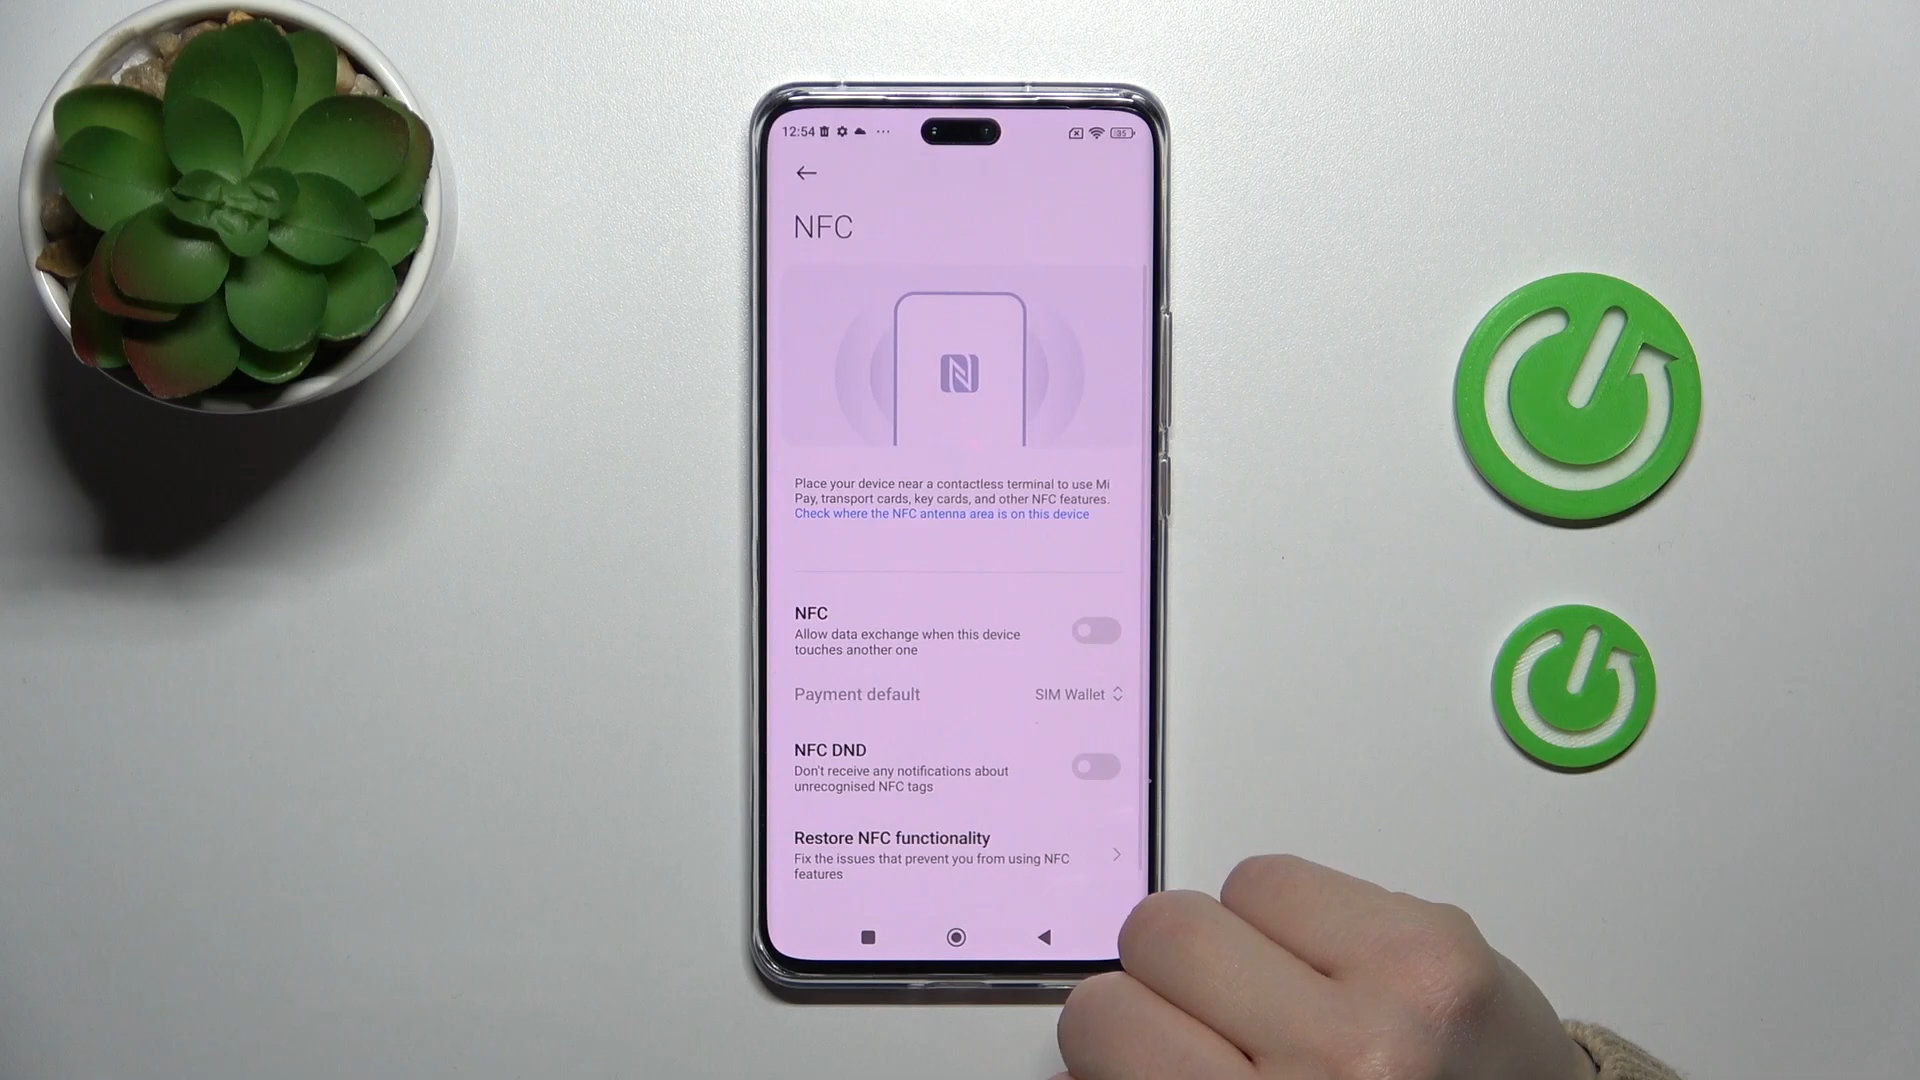 12:54
35
NFC
Place your device near a contactless terminal to use Mi
Pay, transport cards, key cards, and other NFC features.
Check where the NFC antenna area is on this device
NFC
Allow data exchange when this device
touches another one
Payment default SIM Wallet
NFC DND
Don't receive any notifications about
unrecognised NFC tags
Restore NFC functionality
Fix the issues that prevent you from using NFC
features